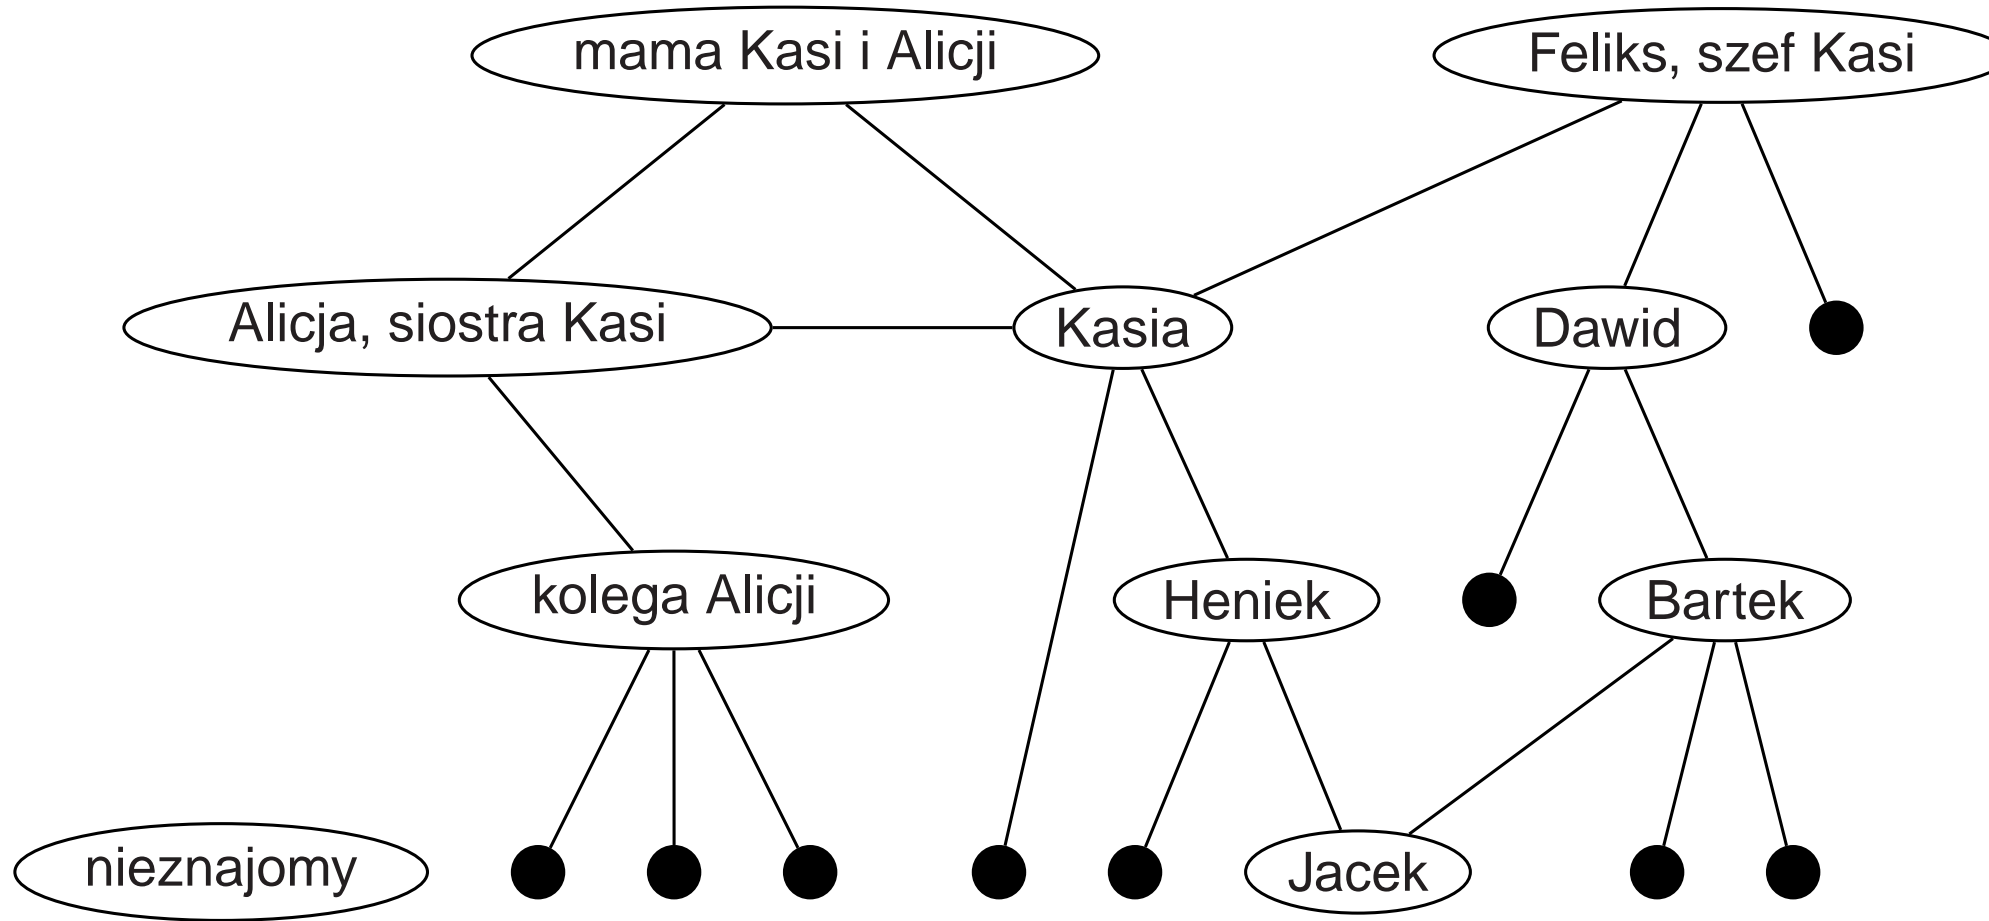 mama Kasi i Alicji
Feliks, szef Kasi
Alicja, siostra Kasi
Kasia
Dawid
kolega Alicji
Heniek
Bartek
nieznajomy
Jacek